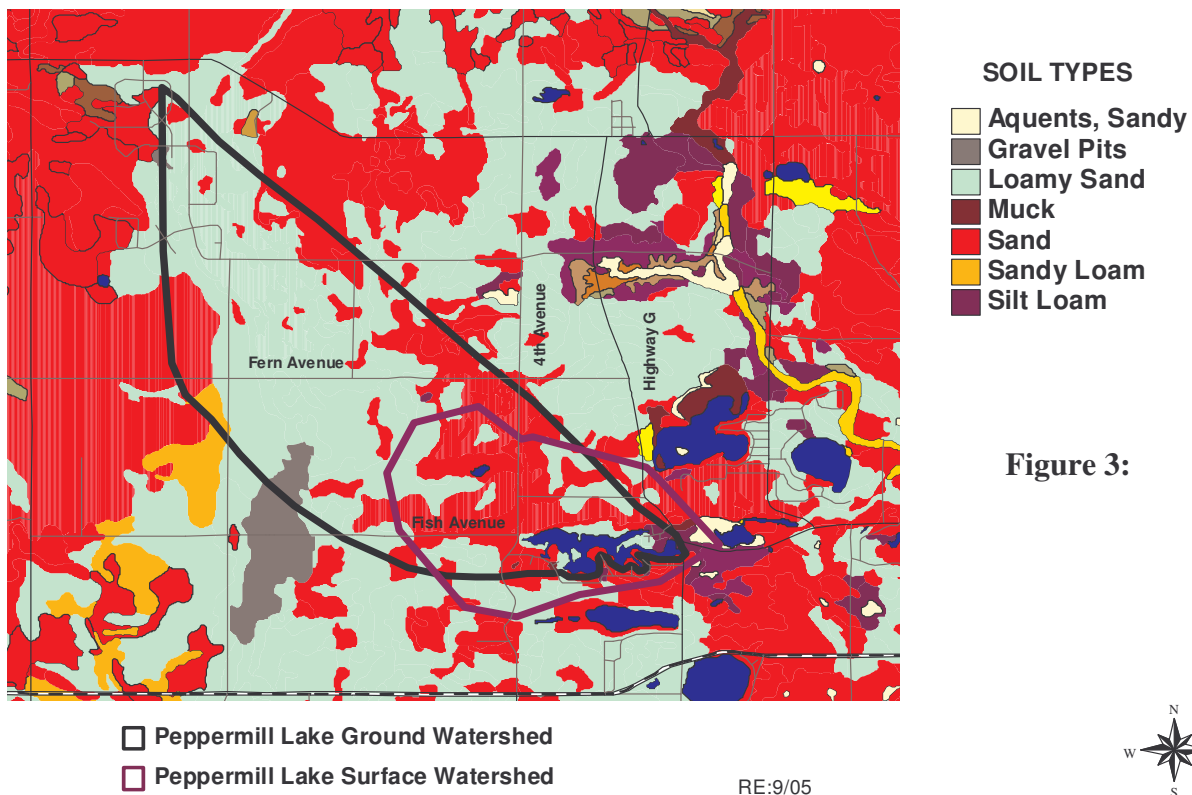 SOIL TYPES
Aquents, Sandy
Gravel Pits
Loamy Sand
Muck
Sand
Sandy Loam
Silt Loam
4th Avenue
Highway G
Fern Avenue
Fish Avenue
Figure 3:
Peppermill Lake Ground Watershed
Peppermill Lake Surface Watershed
RE:9/05
N
W
S